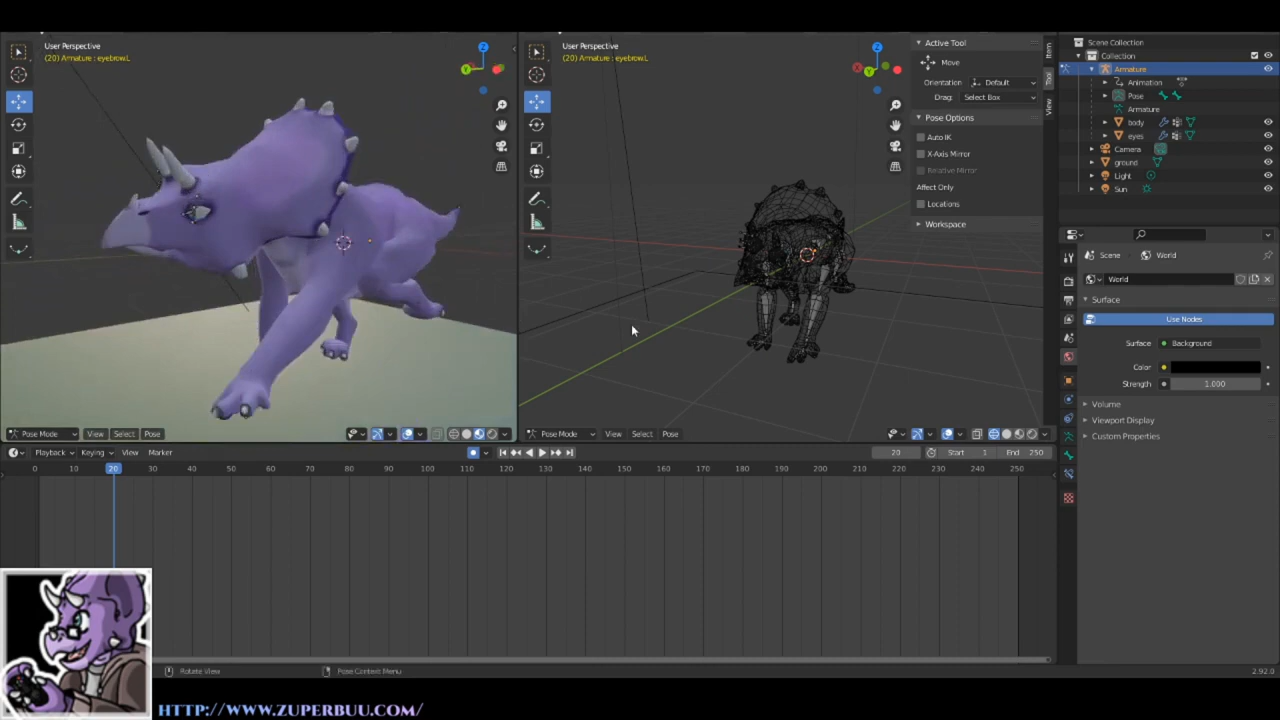 User Perspective
(20) Armature : eyebrow.L
User Perspective
(20) Armature : eyebrow.L
Active Tool
Move
Orientation: Default
Drag: Select Box
Pose Options
Auto IK
X-Axis Mirror
Relative Mirror
Affect Only
Locations
Workspace
Item
Tool
View
Scene Collection
Collection
Armature
Animation
Pose
Armature
body
eyes
Camera
ground
Light
Sun
Scene
World
World
Surface
Use Nodes
Surface
Background
Color
Strength
1.000
Volume
Viewport Display
Custom Properties
Pose Mode View Select Pose
Pose Mode View Select Pose
Playback Keying View Marker
20 Start 1 End 250
0 10 20 30 40 50 60 70 80 90 100 110 120 130 140 150 160 170 180 190 200 210 220 230 240 250
Rotate View
Pose Context Menu
2.92.0
HTTP://WWW.ZUPERBUU.COM/